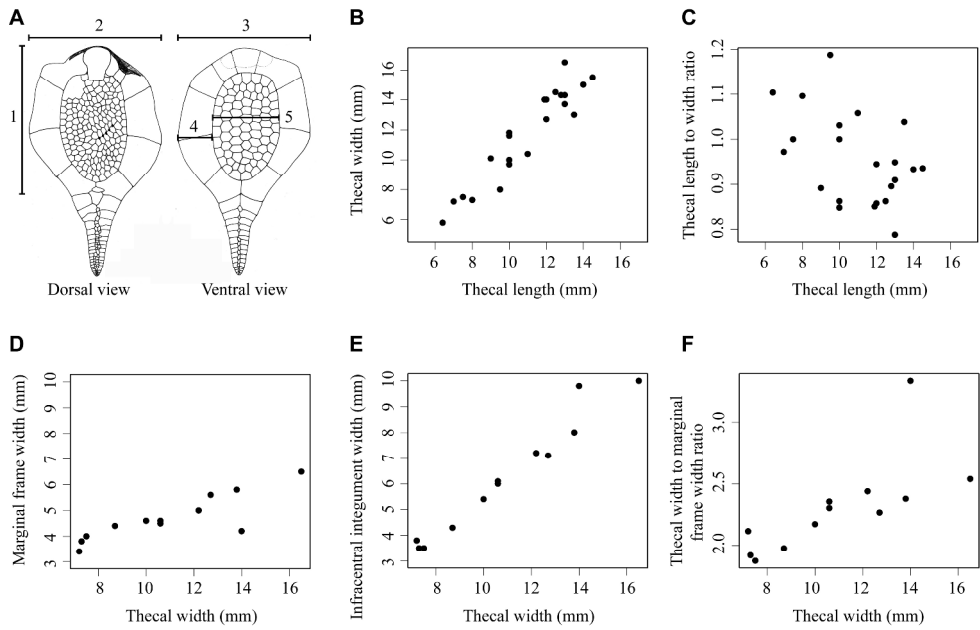 A
2
3
1
4
5
Dorsal view
Ventral view
B
Thecal width (mm)
16
14
12
10
8
6
6 8 10 12 14 16
Thecal length (mm)
C
Thecal length to width ratio
1.2
1.1
1.0
0.9
0.8
6 8 10 12 14 16
Thecal length (mm)
D
Marginal frame width (mm)
10
9
8
7
6
5
4
3
8 10 12 14 16
Thecal width (mm)
E
Infracentral integument width (mm)
10
9
8
7
6
5
4
3
8 10 12 14 16
Thecal width (mm)
F
Thecal width to marginal
frame width ratio
3.0
2.5
2.0
8 10 12 14 16
Thecal width (mm)